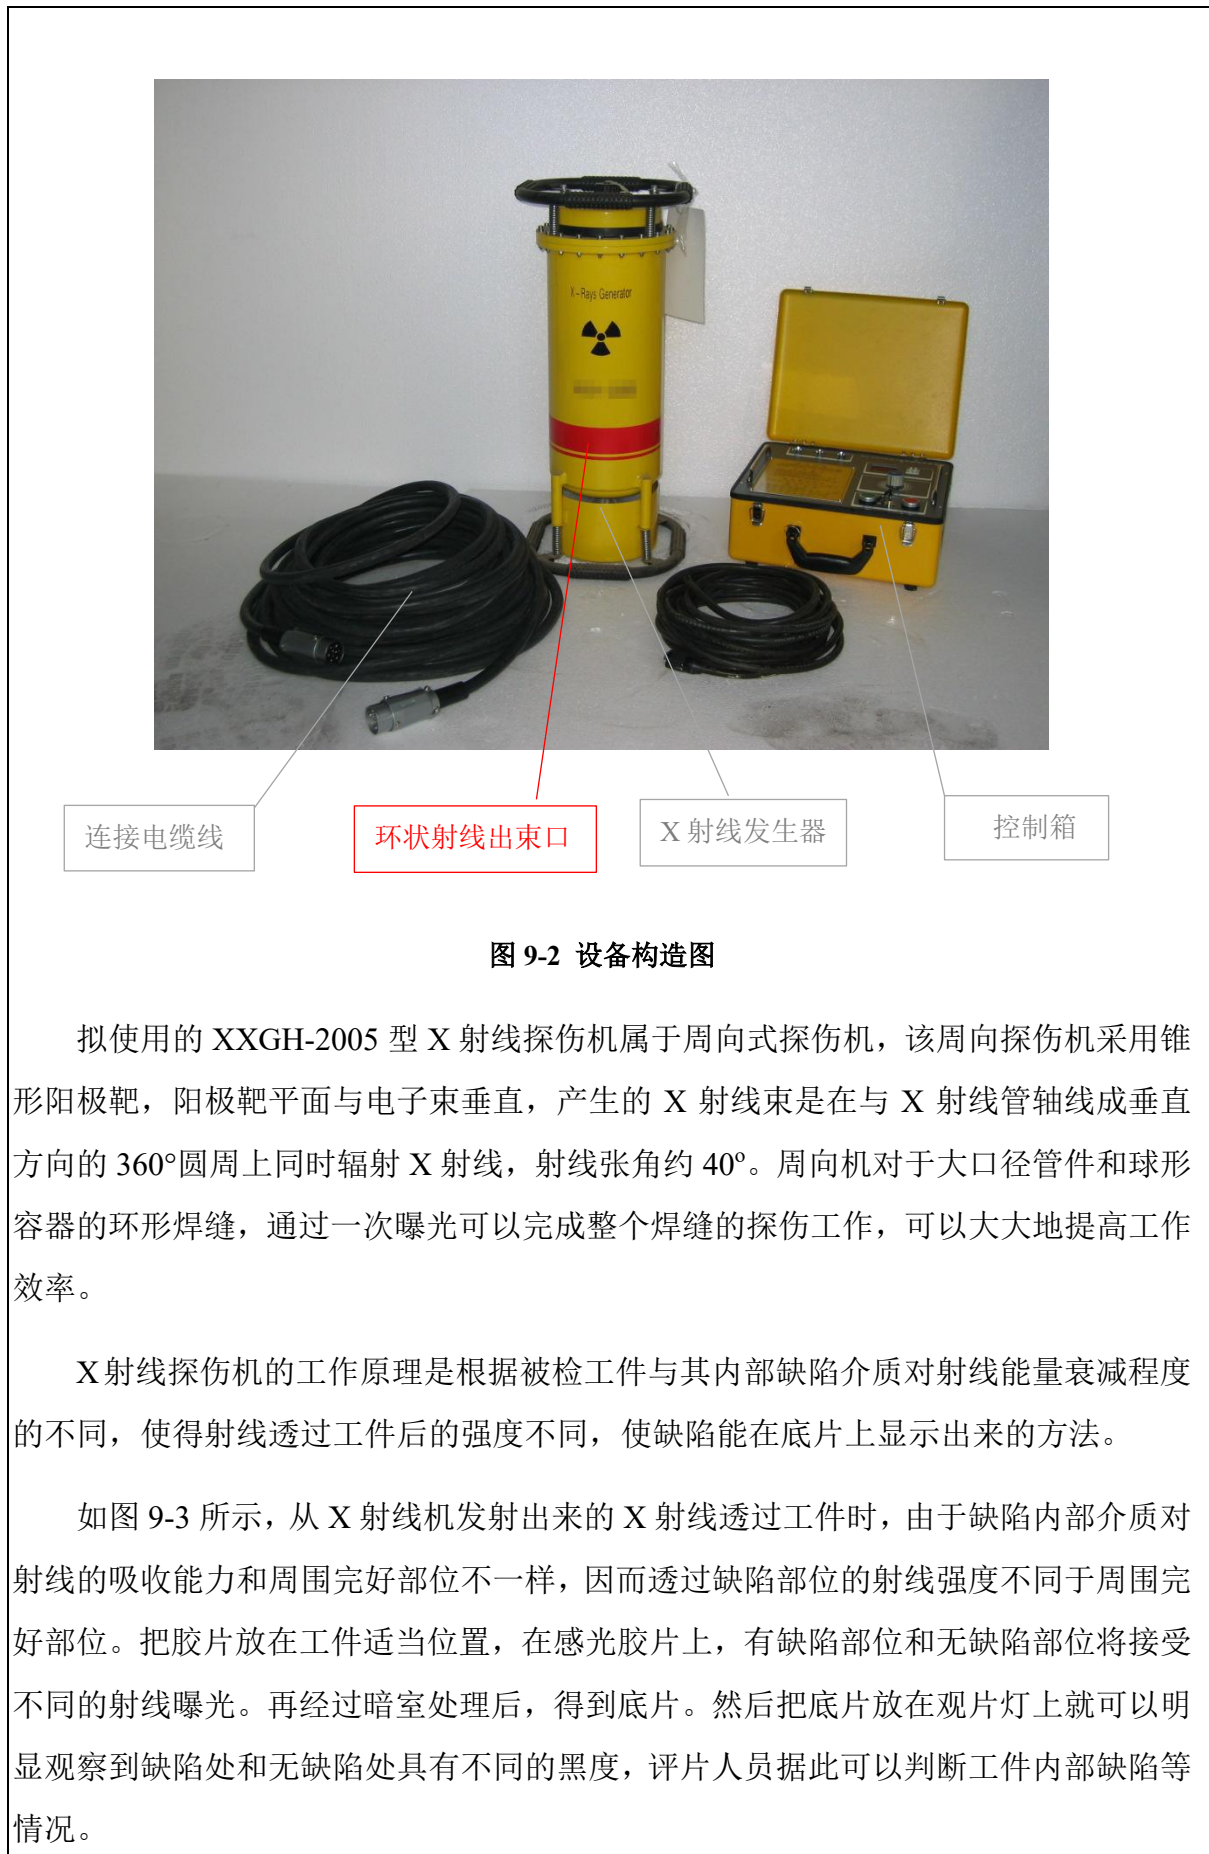 X-Rays Generator
连接电缆线
环状射线出束口
X 射线发生器
控制箱
图 9-2 设备构造图
拟使用的 XXGH-2005 型 X 射线探伤机属于周向式探伤机，该周向探伤机采用锥
形阳极靶，阳极靶平面与电子束垂直，产生的 X 射线束是在与 X 射线管轴线成垂直
方向的 360°圆周上同时辐射 X 射线，射线张角约 40°。周向机对于大口径管件和球形
容器的环形焊缝，通过一次曝光可以完成整个焊缝的探伤工作，可以大大地提高工作
效率。
X 射线探伤机的工作原理是根据被检工件与其内部缺陷介质对射线能量衰减程度
的不同，使得射线透过工件后的强度不同，使缺陷能在底片上显示出来的方法。
如图 9-3 所示，从 X 射线机发射出来的 X 射线透过工件时，由于缺陷内部介质对
射线的吸收能力和周围完好部位不一样，因而透过缺陷部位的射线强度不同于周围完
好部位。把胶片放在工件适当位置，在感光胶片上，有缺陷部位和无缺陷部位将接受
不同的射线曝光。再经过暗室处理后，得到底片。然后把底片放在观片灯上就可以明
显观察到缺陷处和无缺陷处具有不同的黑度，评片人员据此可以判断工件内部缺陷等
情况。